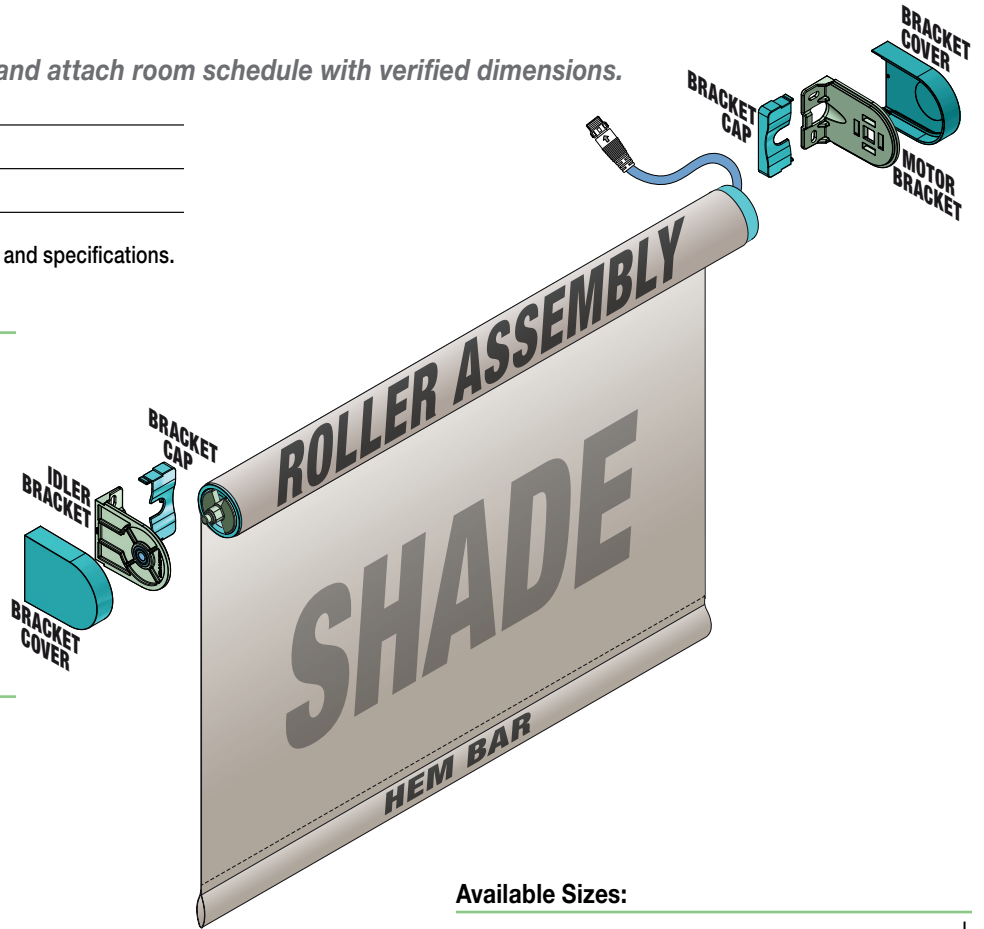 and attach room schedule with verified dimensions.
and specifications.
BRACKET
COVER
BRACKET
CAP
MOTOR
BRACKET
ROLLER ASSEMBLY
BRACKET
CAP
IDLER
BRACKET
BRACKET
COVER
SHADE
HEM BAR
Available Sizes: